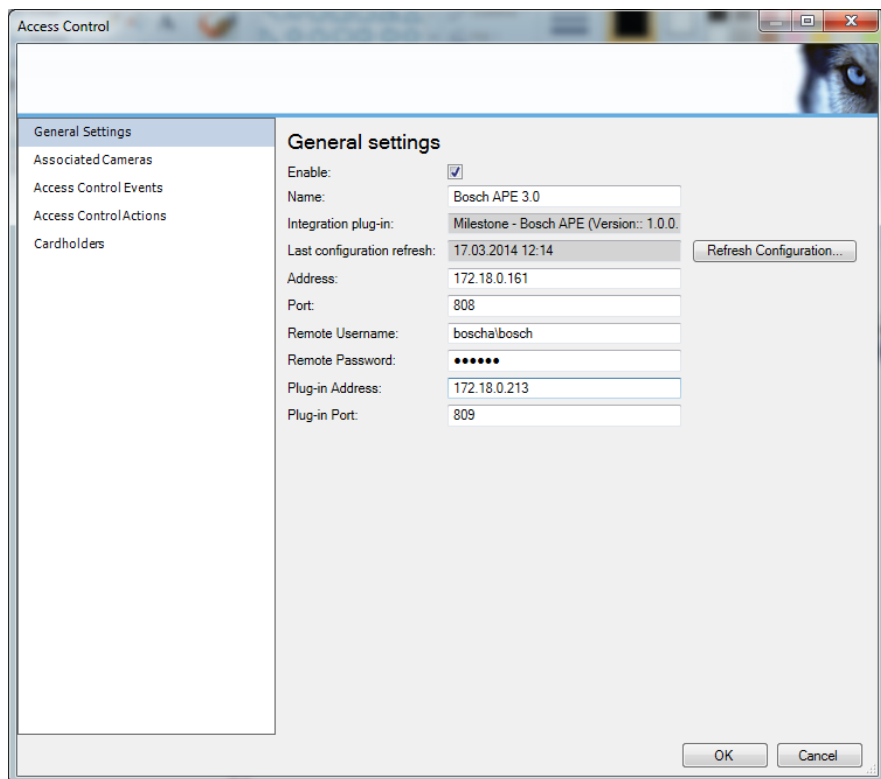 Access Control
General Settings
Associated Cameras
Access Control Events
Access Control Actions
Cardholders
General settings
Enable:
Name: Bosch APE 3.0
Integration plug-in: Milestone - Bosch APE (Version:: 1.0.0.
Last configuration refresh: 17.03.2014 12:14 Refresh Configuration...
Address: 172.18.0.161
Port: 808
Remote Username: boscha\bosch
Remote Password: ●●●●●●
Plug-in Address: 172.18.0.213
Plug-in Port: 809
OK Cancel